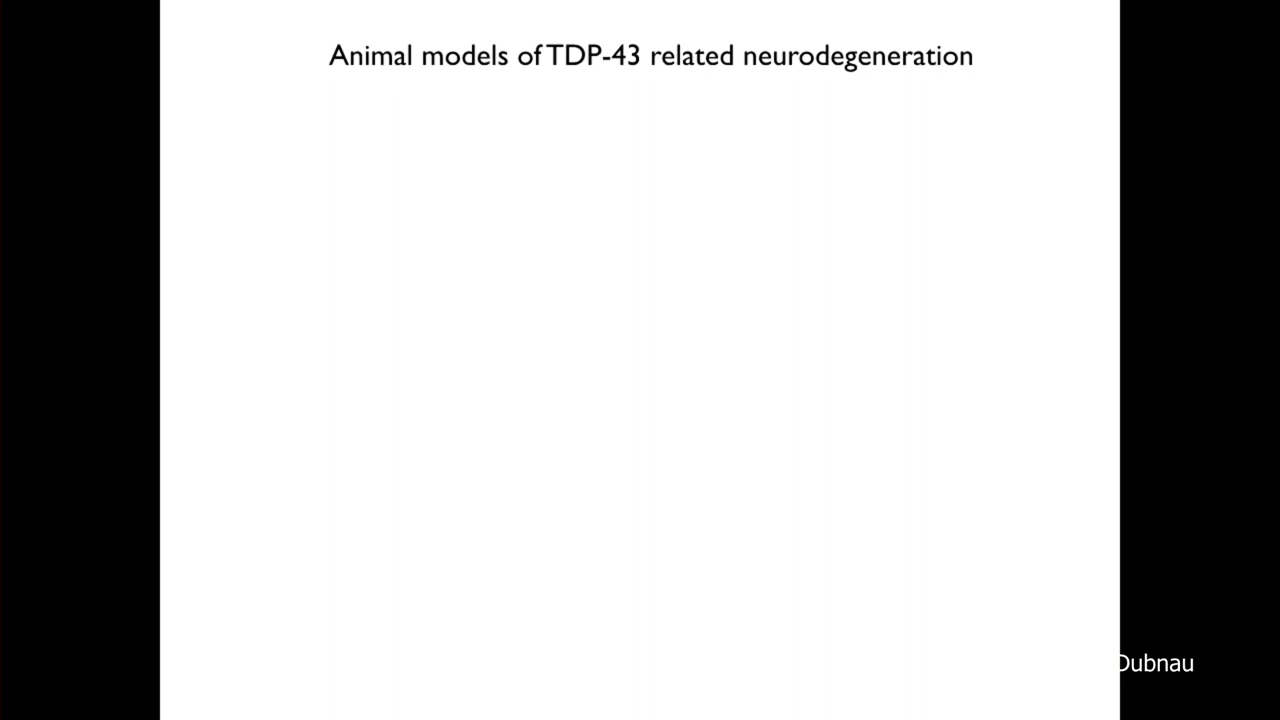 Animal models of TDP-43 related neurodegeneration
Dubnau